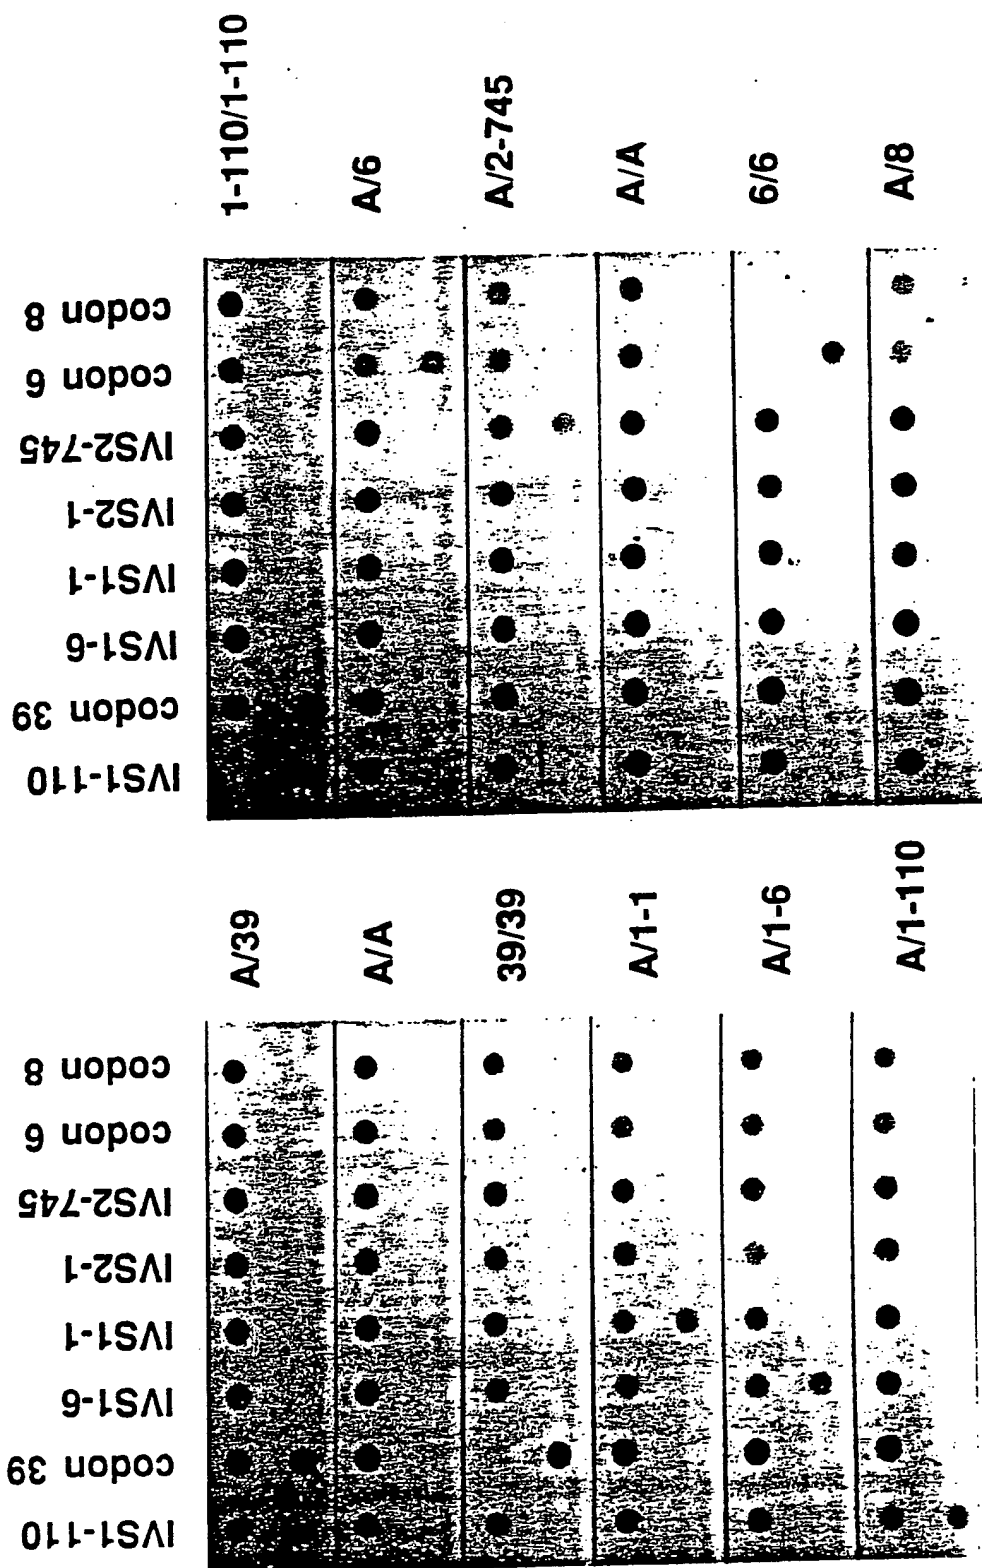 codon 8
codon 6
IVS2-745
IVS2-1
IVS1-1
IVS1-6
codon 39
IVS1-110
1-110/1-110
A/6
A/2-745
A/A
6/6
A/8
codon 8
codon 6
IVS2-745
IVS2-1
IVS1-1
IVS1-6
codon 39
IVS1-110
A/39
A/A
39/39
A/1-1
A/1-6
A/1-110